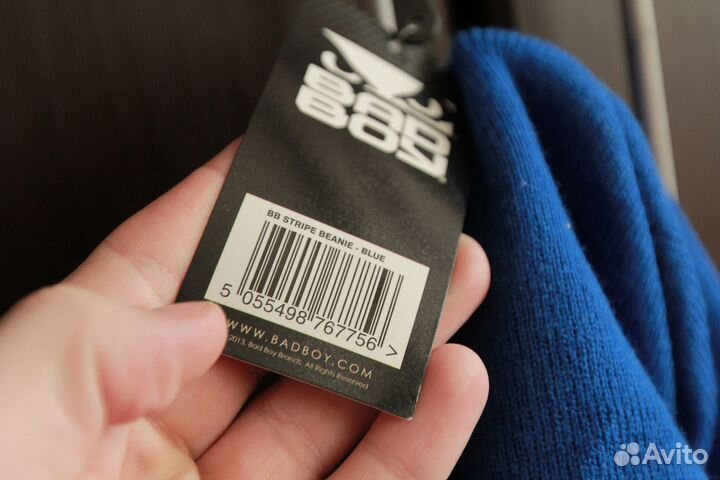 BAD
BOY
BB STRIPE BEANIE - BLUE
5 055498 767756 >
WWW.BADBOY.COM
©2013. Bad Boy Brands. All Rights Reserved
Avito